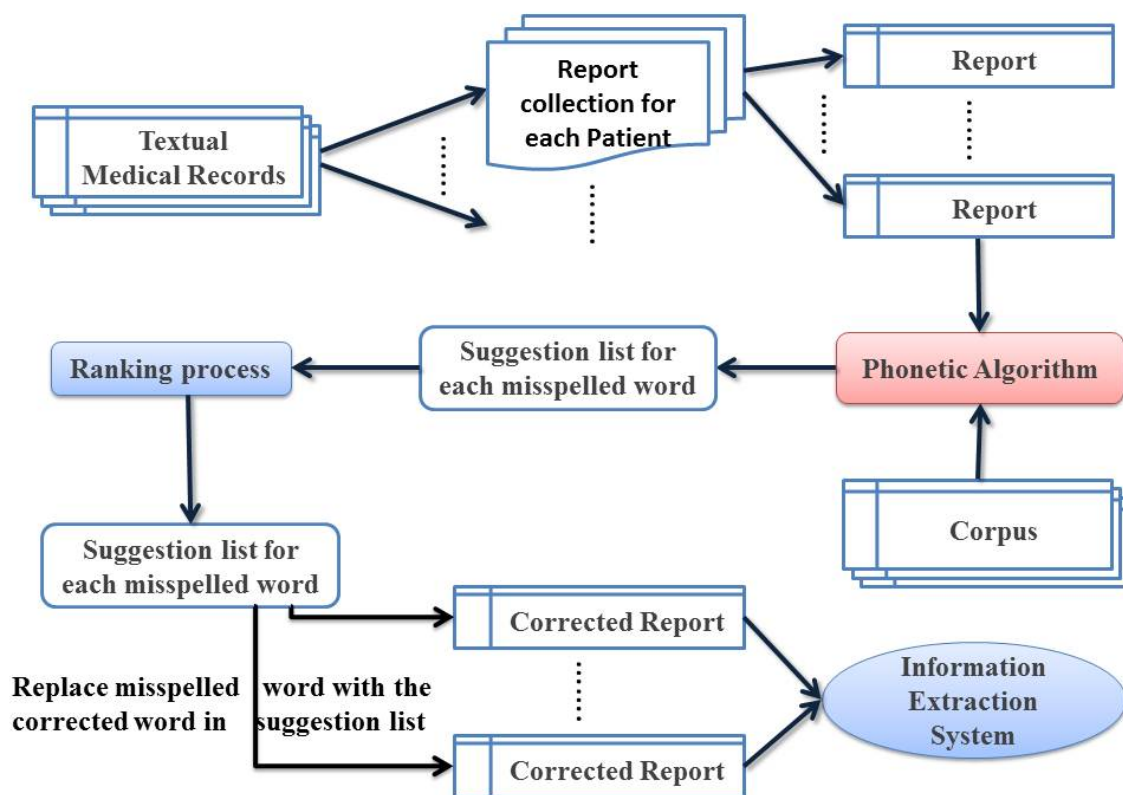 Report
collection for
each Patient
Report
Textual
Medical Records
Report
Ranking process
Suggestion list for
each misspelled word
Phonetic Algorithm
Suggestion list for
each misspelled word
Corpus
Corrected Report
Replace misspelled word with the
corrected word in suggestion list
Information
Extraction
System
Corrected Report